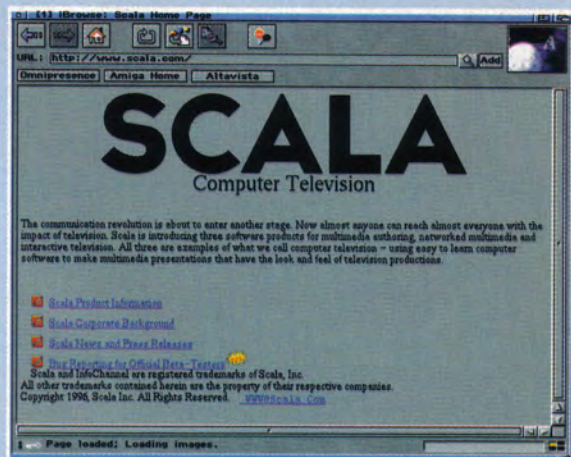 [1] IBrowse: Scala Home Page
URL: http://www.scala.com/
Add
Omnipresence Amiga Home Altavista
SCALA
Computer Television
The communication revolution is about to enter another stage. Now almost anyone can reach almost everyone with the
impact of television. Scala is introducing three software products for multimedia authoring, networked multimedia and
interactive television. All three are examples of what we call computer television - using easy to learn computer
software to make multimedia presentations that have the look and feel of television productions.
Scala Product Information
Scala Corporate Background
Scala News and Press Releases
Bug Reporting for Official Beta-Testers
Scala and InfoChannel are registered trademarks of Scala, Inc.
All other trademarks contained herein are the property of their respective companies.
Copyright 1996, Scala Inc. All Rights Reserved. WWW@Scala.Com
Page loaded; Loading images.